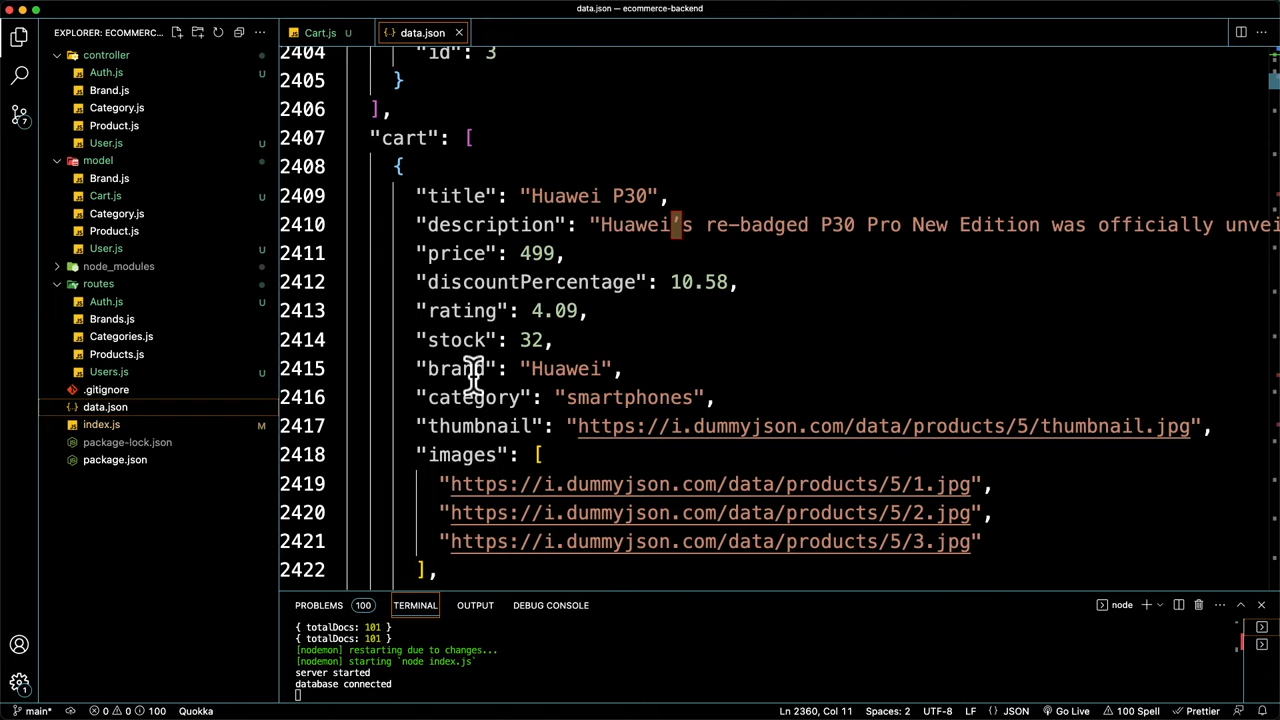 data.json — ecommerce-backend
EXPLORER: ECOMMERC...
Cart.js U
{··} data.json
controller
Auth.js U
Brand.js
Category.js
Product.js
User.js U
model
Brand.js
Cart.js U
Category.js
Product.js
User.js U
node_modules
routes
Auth.js U
Brands.js
Categories.js
Products.js
Users.js U
.gitignore
{··} data.json
index.js M
package-lock.json
package.json
7
1
2404 "id": 3
2405 }
2406 ],
2407 "cart": [
2408 {
2409 "title": "Huawei P30",
2410 "description": "Huawei’s re-badged P30 Pro New Edition was officially unvei
2411 "price": 499,
2412 "discountPercentage": 10.58,
2413 "rating": 4.09,
2414 "stock": 32,
2415 "brand": "Huawei",
2416 "category": "smartphones",
2417 "thumbnail": "https://i.dummyjson.com/data/products/5/thumbnail.jpg",
2418 "images": [
2419 "https://i.dummyjson.com/data/products/5/1.jpg",
2420 "https://i.dummyjson.com/data/products/5/2.jpg",
2421 "https://i.dummyjson.com/data/products/5/3.jpg"
2422 ],
PROBLEMS 100 TERMINAL OUTPUT DEBUG CONSOLE node
{ totalDocs: 101 }
{ totalDocs: 101 }
[nodemon] restarting due to changes...
[nodemon] starting `node index.js`
server started
database connected
main* 0 0 100 Quokka Ln 2360, Col 11 Spaces: 2 UTF-8 LF {} JSON Go Live 100 Spell Prettier